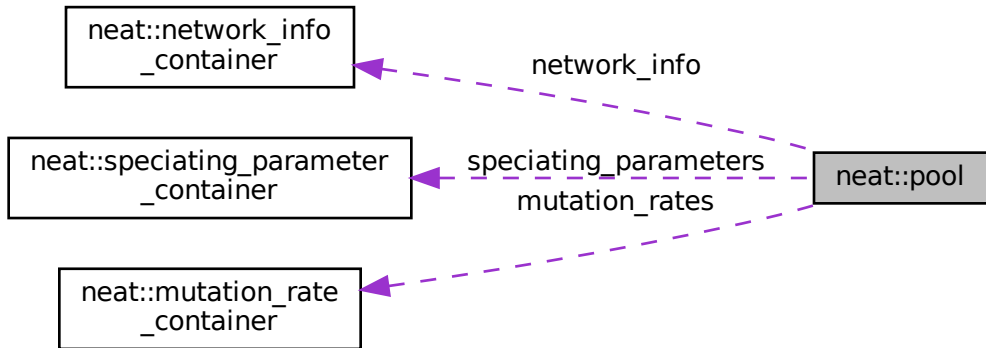 neat::network_info
_container
network_info
neat::speciating_parameter
_container
speciating_parameters
mutation_rates
neat::pool
neat::mutation_rate
_container